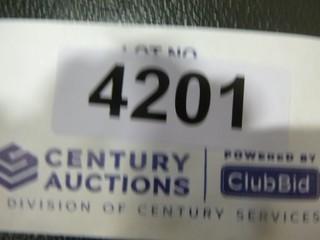 LOT NO.
4201
CENTURY
AUCTIONS
POWERED BY
ClubBid
DIVISION OF CENTURY SERVICES